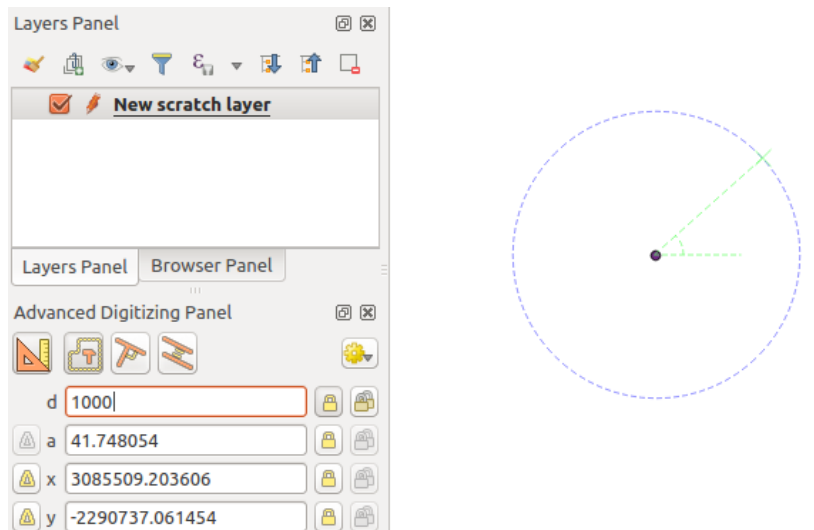 Layers Panel
New scratch layer
Layers Panel Browser Panel
Advanced Digitizing Panel
d 1000
a 41.748054
x 3085509.203606
y -2290737.061454